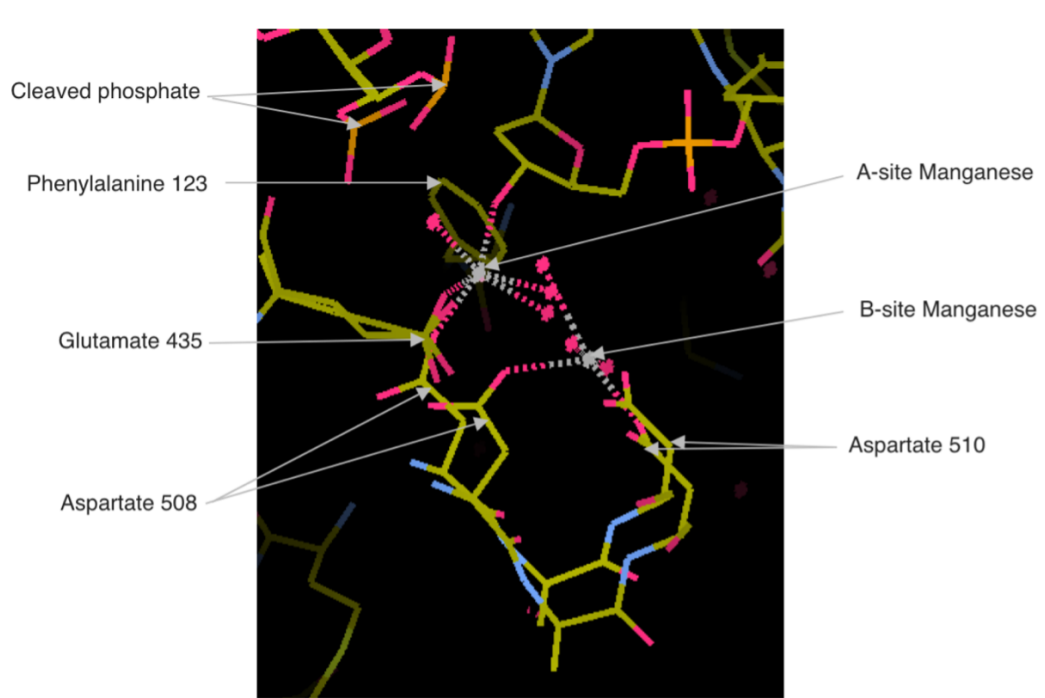 Cleaved phosphate
Phenylalanine 123
A-site Manganese
B-site Manganese
Glutamate 435
Aspartate 510
Aspartate 508